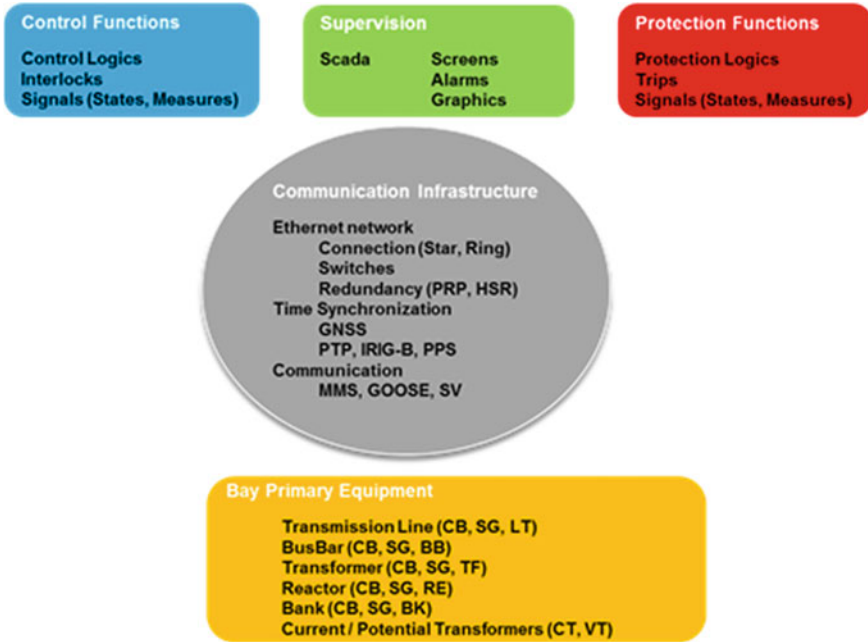 Control Functions
Control Logics
Interlocks
Signals (States, Measures)
Supervision
Scada
Screens
Alarms
Graphics
Protection Functions
Protection Logics
Trips
Signals (States, Measures)
Communication Infrastructure
Ethernet network
Connection (Star, Ring)
Switches
Redundancy (PRP, HSR)
Time Synchronization
GNSS
PTP, IRIG-B, PPS
Communication
MMS, GOOSE, SV
Bay Primary Equipment
Transmission Line (CB, SG, LT)
BusBar (CB, SG, BB)
Transformer (CB, SG, TF)
Reactor (CB, SG, RE)
Bank (CB, SG, BK)
Current / Potential Transformers (CT, VT)